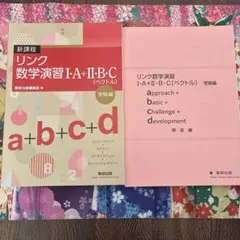 新課程
リンク
数学演習Ⅰ・A+Ⅱ・B・C
(ベクトル)
受験編
a+b+c+d
B
2
数研出版
リンク数学演習
Ⅰ・A+Ⅱ・B・C(ベクトル) 受験編
approach +
basic +
challenge +
development
解答編
数研出版